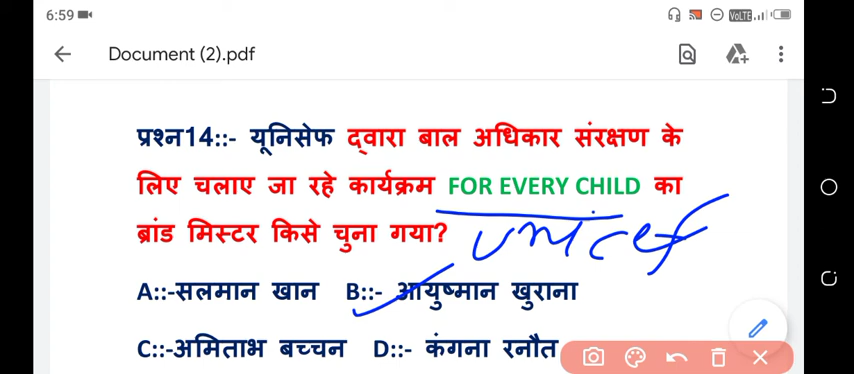 6:59
VoLTE
Document (2).pdf
प्रश्न14::- यूनिसेफ द्वारा बाल अधिकार संरक्षण के
लिए चलाए जा रहे कार्यक्रम FOR EVERY CHILD का
ब्रांड मिस्टर किसे चुना गया? unicef
A::-सलमान खान B::- आयुष्मान खुराना
C::-अमिताभ बच्चन D::- कंगना रनौत